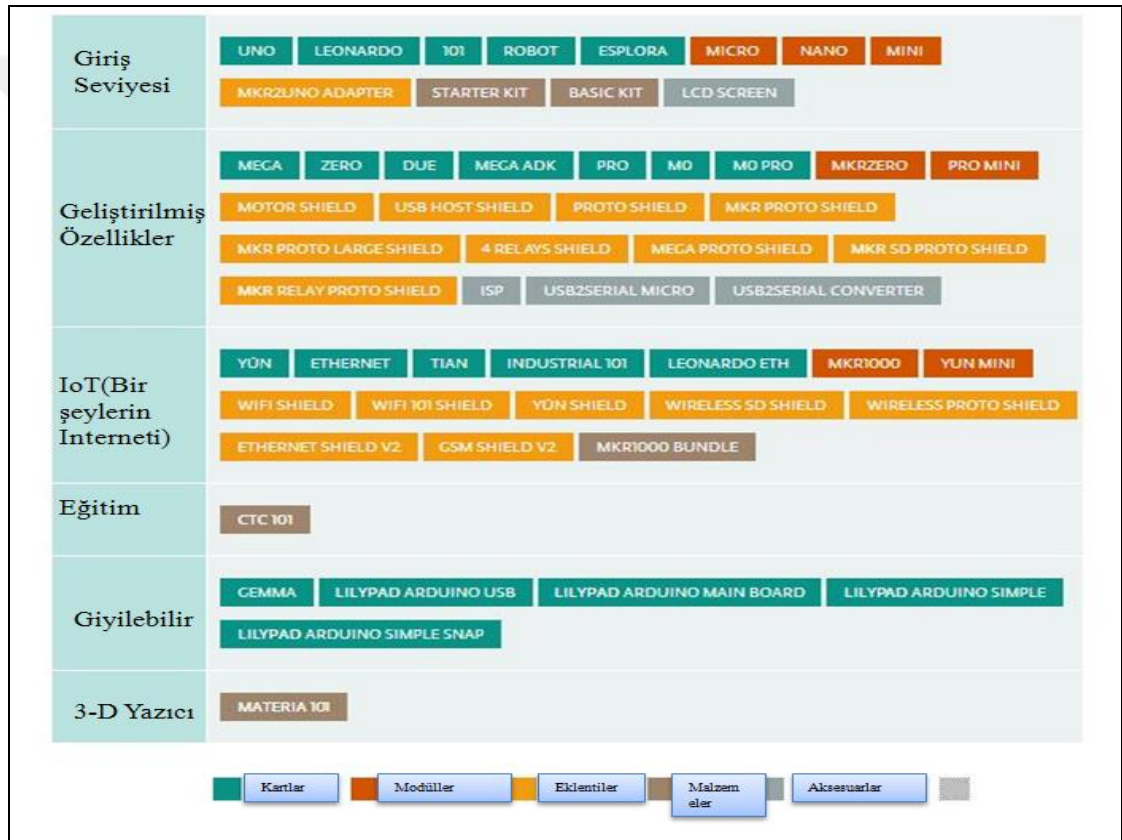 Giriş
Seviyesi
UNO LEONARDO 101 ROBOT ESPLORA MICRO NANO MINI
MKR2UNO ADAPTER STARTER KIT BASIC KIT LCD SCREEN
Geliştirilmiş
Özellikler
MEGA ZERO DUE MEGA ADK PRO M0 M0 PRO MKRZERO PRO MINI
MOTOR SHIELD USB HOST SHIELD PROTO SHIELD MKR PROTO SHIELD
MKR PROTO LARGE SHIELD 4 RELAYS SHIELD MEGA PROTO SHIELD MKR SD PROTO SHIELD
MKR RELAY PROTO SHIELD ISP USB2SERIAL MICRO USB2SERIAL CONVERTER
IoT(Bir
şeylerin
Interneti)
YÚN ETHERNET TIAN INDUSTRIAL 101 LEONARDO ETH MKR1000 YUN MINI
WIFI SHIELD WIFI 101 SHIELD YÚN SHIELD WIRELESS SD SHIELD WIRELESS PROTO SHIELD
ETHERNET SHIELD V2 GSM SHIELD V2 MKR1000 BUNDLE
Eğitim
CTC 101
Giyilebilir
GEMMA LILYPAD ARDUINO USB LILYPAD ARDUINO MAIN BOARD LILYPAD ARDUINO SIMPLE
LILYPAD ARDUINO SIMPLE SNAP
3-D Yazıcı
MATERIA 101
Kartlar Modüller Eklentiler Malzem Aksesuarlar
eler